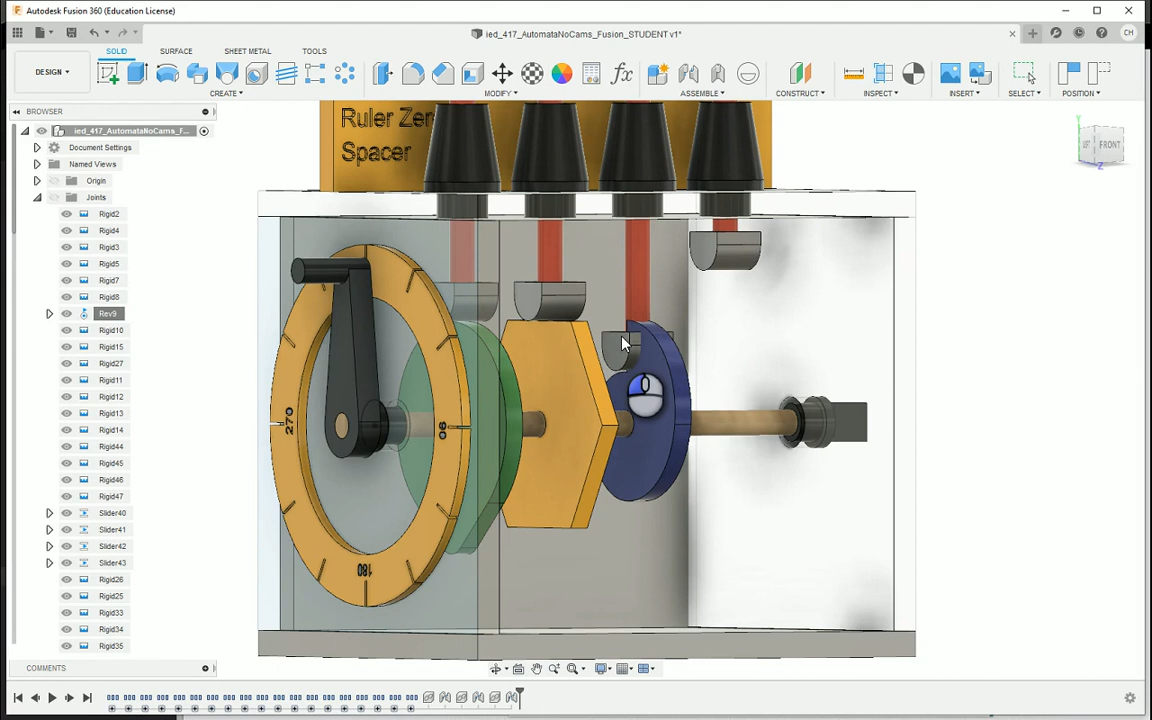 Autodesk Fusion 360 (Education License)
ied_417_AutomataNoCams_Fusion_STUDENT v1*
CH
SOLID
SURFACE
SHEET METAL
TOOLS
DESIGN
CREATE
MODIFY
ASSEMBLE
CONSTRUCT
INSPECT
INSERT
SELECT
POSITION
BROWSER
ied_417_AutomataNoCams_F...
Document Settings
Named Views
Origin
Joints
Rigid2
Rigid4
Rigid3
Rigid5
Rigid7
Rigid8
Rev9
Rigid10
Rigid15
Rigid27
Rigid11
Rigid12
Rigid13
Rigid14
Rigid44
Rigid45
Rigid46
Rigid47
Slider40
Slider41
Slider42
Slider43
Rigid26
Rigid25
Rigid33
Rigid34
Rigid35
COMMENTS
Ruler Zer
Spacer
Y
LEFT
FRONT
Z
270
90
180